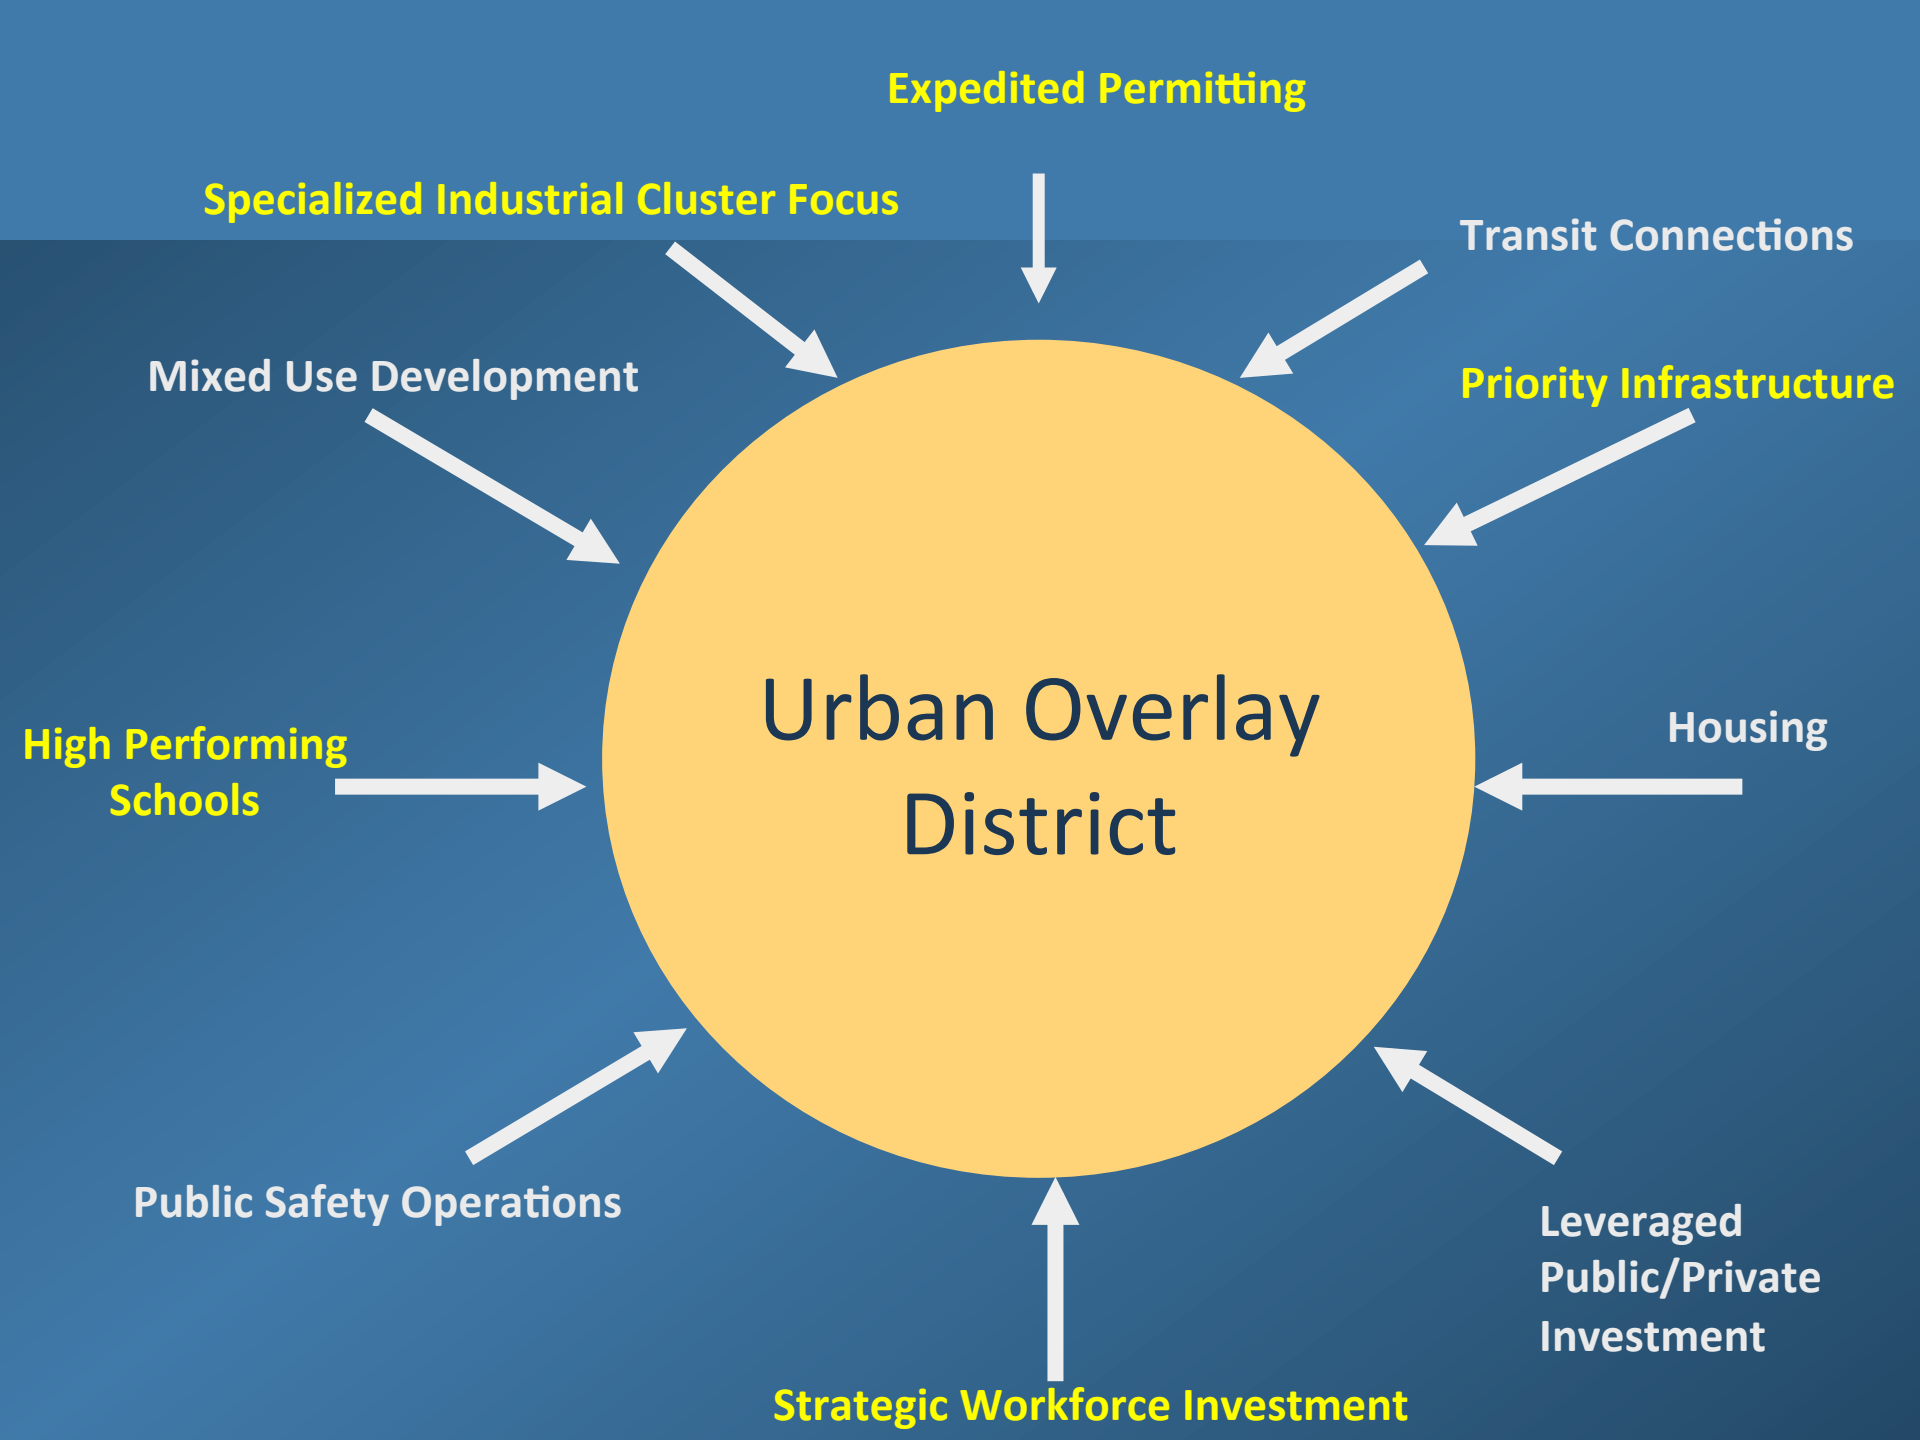 Expedited Permitting
Specialized Industrial Cluster Focus
Transit Connections
Mixed Use Development
Priority Infrastructure
Urban Overlay
District
High Performing
Schools
Housing
Public Safety Operations
Leveraged
Public/Private
Investment
Strategic Workforce Investment